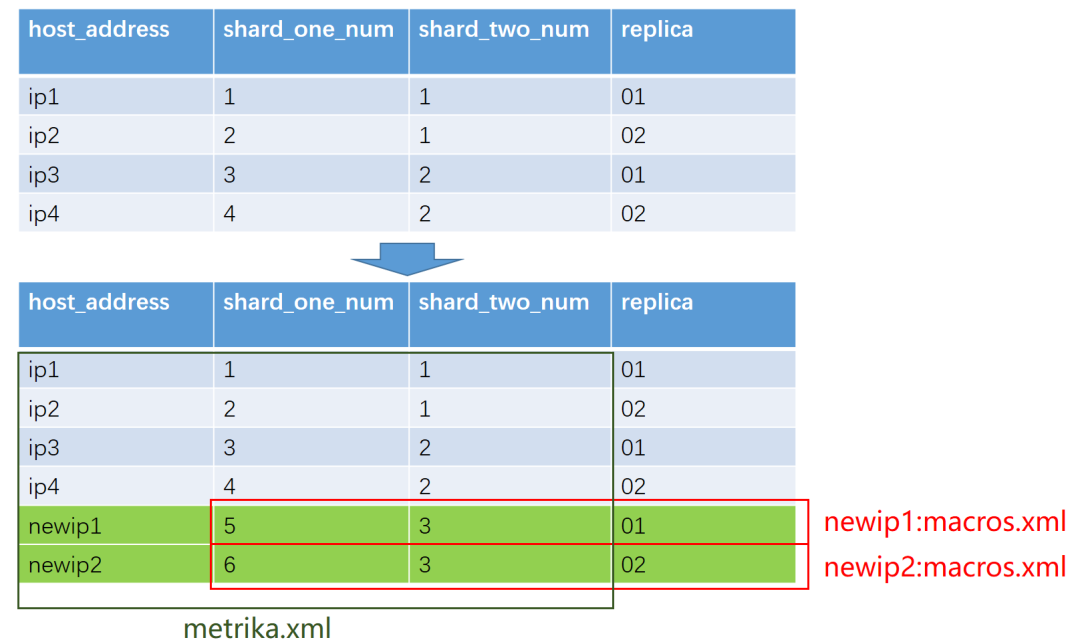 host_address shard_one_num shard_two_num replica
ip1 1 1 01
ip2 2 1 02
ip3 3 2 01
ip4 4 2 02
host_address shard_one_num shard_two_num replica
ip1 1 1 01
ip2 2 1 02
ip3 3 2 01
ip4 4 2 02
newip1 5 3 01 newip1:macros.xml
newip2 6 3 02 newip2:macros.xml
metrika.xml